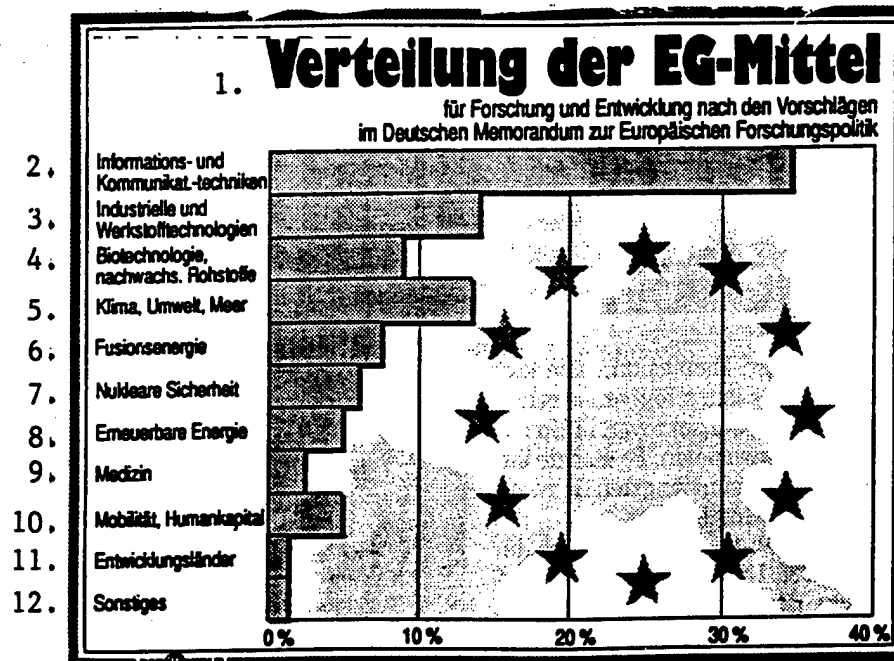 1. Verteilung der EG-Mittel
für Forschung und Entwicklung nach den Vorschlägen
im Deutschen Memorandum zur Europäischen Forschungspolitik
2. Informations- und
Kommunikat.-techniken
3. Industrielle und
Werkstofftechnologien
4. Biotechnologie,
nachwachs. Rohstoffe
5. Klima, Umwelt, Meer
6. Fusionsenergie
7. Nukleare Sicherheit
8. Erneuerbare Energie
9. Medizin
10. Mobilität, Humankapital
11. Entwicklungsländer
12. Sonstiges
0 % 10 % 20 % 30 % 40 %